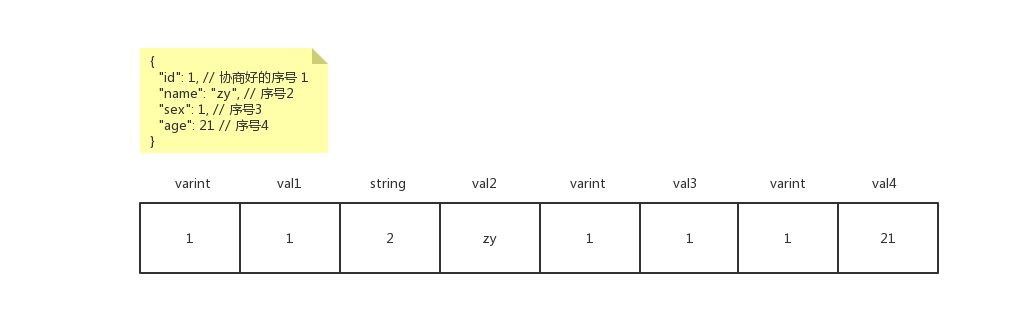 {
"id": 1, // 协商好的序号 1
"name": "zy", // 序号2
"sex": 1, // 序号3
"age": 21 // 序号4
}
varint val1 string val2 varint val3 varint val4
1 1 2 zy 1 1 1 21